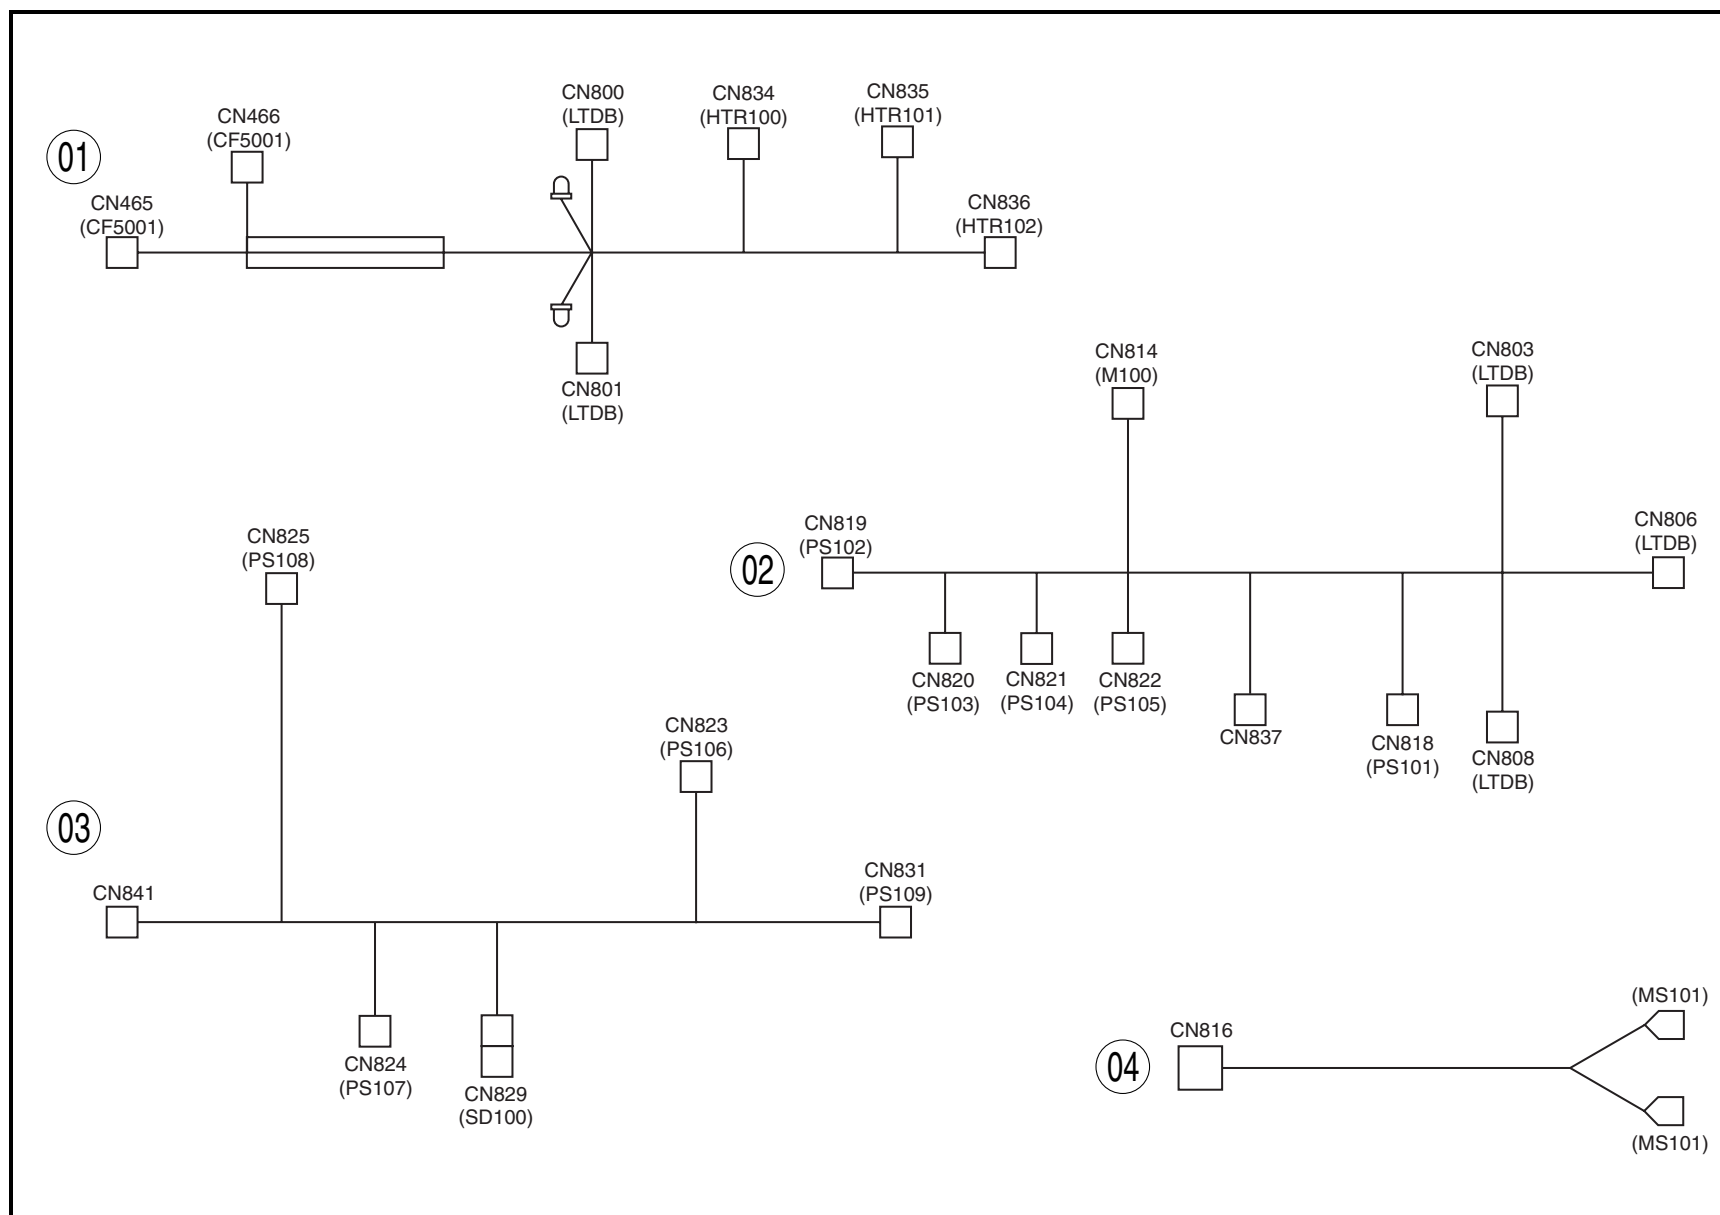 01
CN465
(CF5001)
CN466
(CF5001)
CN800
(LTDB)
CN834
(HTR100)
CN835
(HTR101)
CN836
(HTR102)
CN801
(LTDB)
02
CN819
(PS102)
CN814
(M100)
CN803
(LTDB)
CN806
(LTDB)
CN820
(PS103)
CN821
(PS104)
CN822
(PS105)
CN837
CN818
(PS101)
CN808
(LTDB)
03
CN841
CN825
(PS108)
CN823
(PS106)
CN831
(PS109)
CN824
(PS107)
CN829
(SD100)
04
CN816
(MS101)
(MS101)